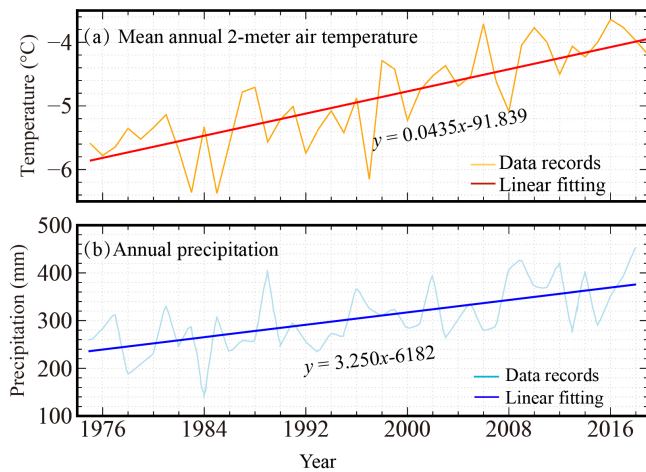 (a) Mean annual 2-meter air temperature
Temperature (°C)
−4
−5
−6
y = 0.0435x-91.839
Data records
Linear fitting
(b) Annual precipitation
Precipitation (mm)
500
400
300
200
100
y = 3.250x-6182
Data records
Linear fitting
1976 1984 1992 2000 2008 2016
Year